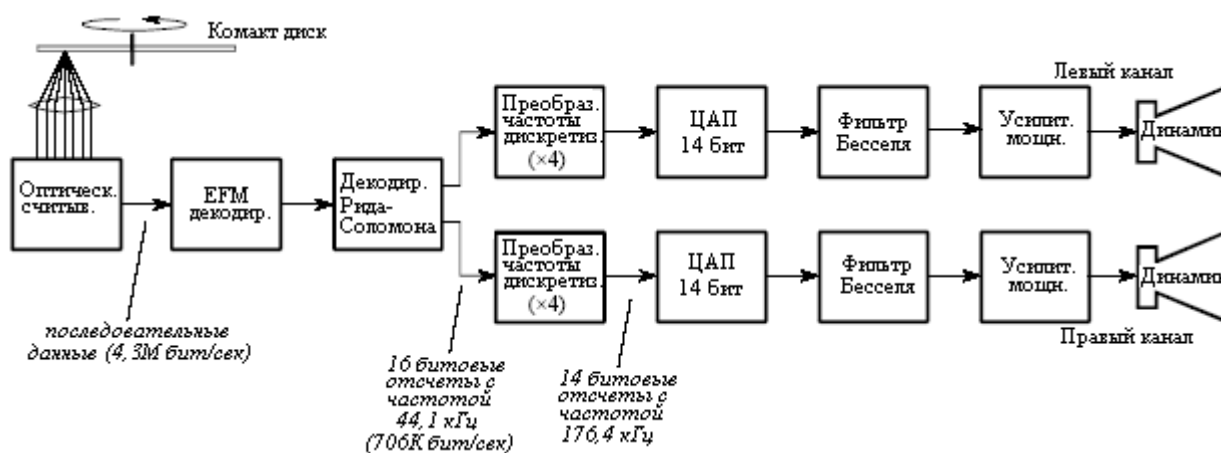 Комакт диск
Оптическ.
считыв.
EFM
декодир.
Декодир.
Рида-
Соломона
последовательные
данные (4,3М бит/сек)
Преобраз.
частоты
дискретиз.
(×4)
ЦАП
14 бит
Фильтр
Бесселя
Усилит.
мощн.
Левый канал
Динамик
Преобраз.
частоты
дискретиз.
(×4)
ЦАП
14 бит
Фильтр
Бесселя
Усилит.
мощн.
Динамик
Правый канал
16 битовые
отсчеты с
частотой
44,1 кГц
(706К бит/сек)
14 битовые
отсчеты с
частотой
176,4 кГц